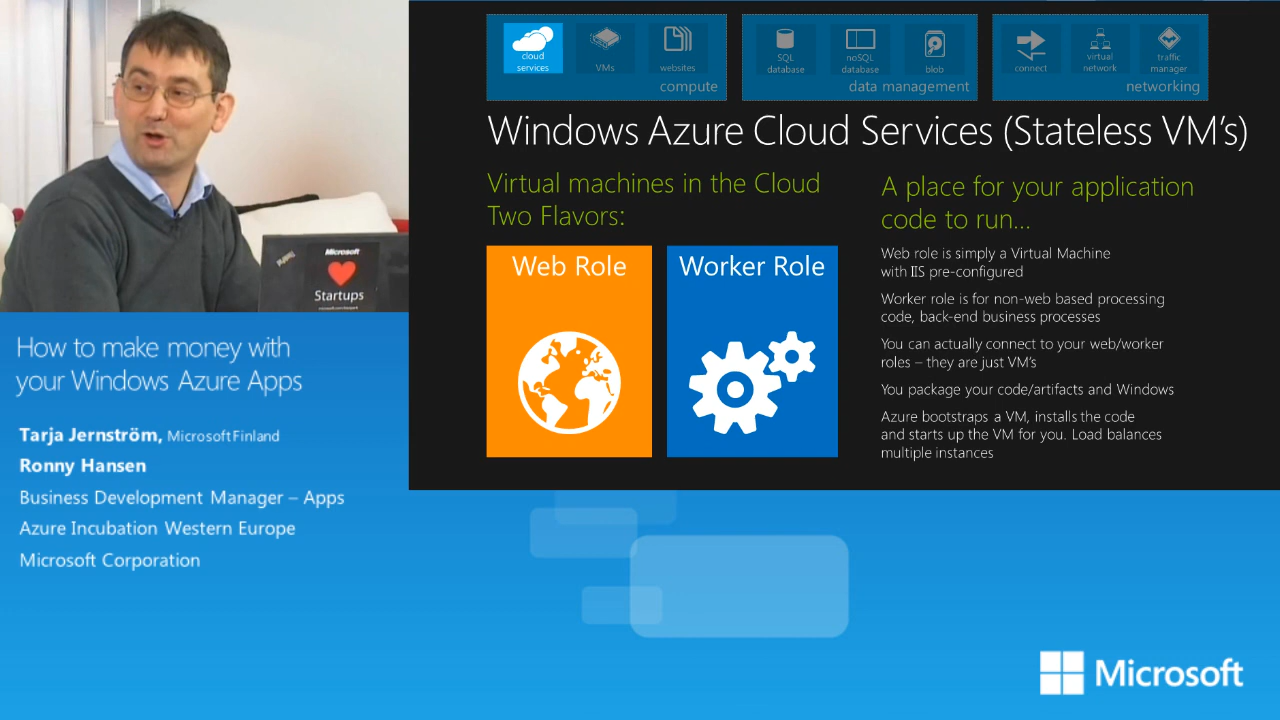 cloud
services
VMs
websites
compute
SQL
database
noSQL
database
blob
data management
connect
virtual
network
traffic
manager
networking
Windows Azure Cloud Services (Stateless VM's)
Virtual machines in the Cloud
Two Flavors:
Web Role
Worker Role
A place for your application
code to run...
Web role is simply a Virtual Machine
with IIS pre-configured
Worker role is for non-web based processing
code, back-end business processes
You can actually connect to your web/worker
roles – they are just VM's
You package your code/artifacts and Windows
Azure bootstraps a VM, installs the code
and starts up the VM for you. Load balances
multiple instances
Microsoft
Startups
How to make money with
your Windows Azure Apps
Tarja Jernström, Microsoft Finland
Ronny Hansen
Business Development Manager – Apps
Azure Incubation Western Europe
Microsoft Corporation
Microsoft